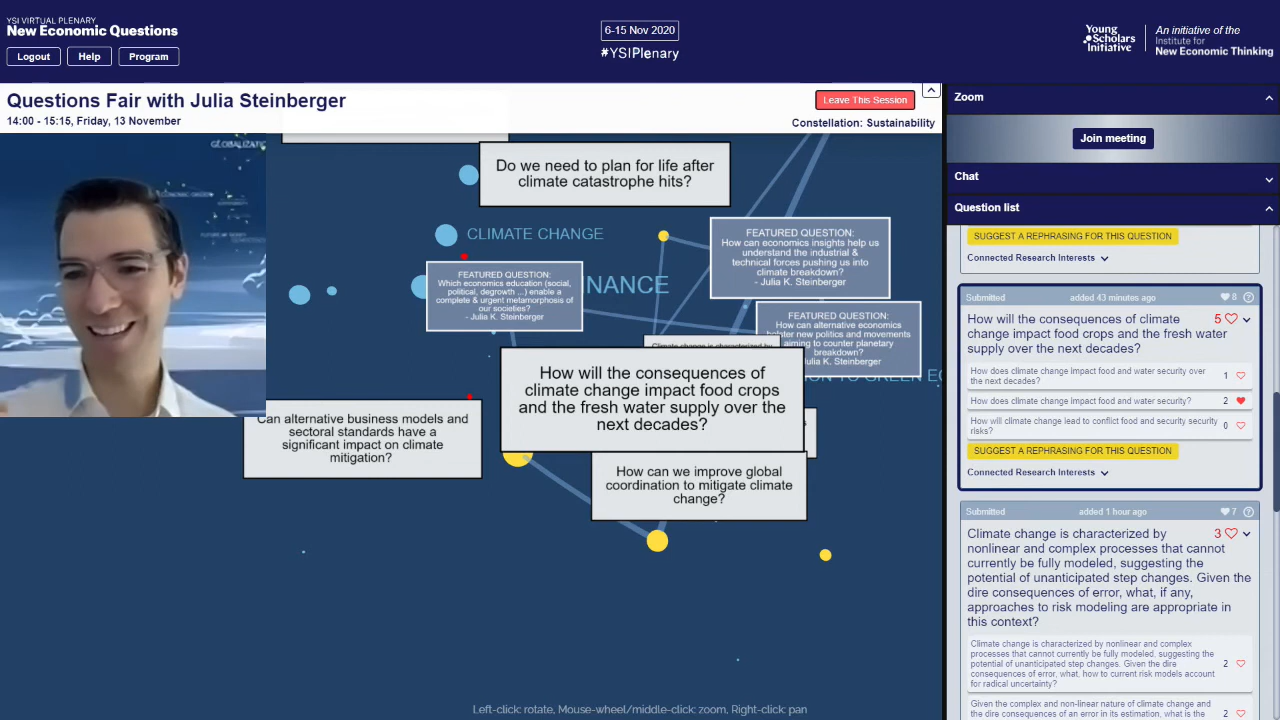 YSI VIRTUAL PLENARY
New Economic Questions
Logout
Help
Program
6-15 Nov 2020
#YSIPlenary
Young
Scholars
Initiative
An initiative of the
Institute for
New Economic Thinking
Questions Fair with Julia Steinberger
14:00 - 15:15, Friday, 13 November
Leave This Session
Constellation: Sustainability
Do we need to plan for life after
climate catastrophe hits?
CLIMATE CHANGE
FEATURED QUESTION:
Which economics education (social,
political, degrowth ...) enable a
complete & urgent metamorphosis of
our societies?
- Julia K. Steinberger
NANCE
FEATURED QUESTION:
How can economics insights help us
understand the industrial &
technical forces pushing us into
climate breakdown?
- Julia K. Steinberger
FEATURED QUESTION:
How can alternative economics
new politics and movements
aiming to counter planetary
breakdown?
Julia K. Steinberger
Climate change is characterized by
How will the consequences of
climate change impact food crops
and the fresh water supply over the
next decades?
Can alternative business models and
sectoral standards have a
significant impact on climate
mitigation?
How can we improve global
coordination to mitigate climate
change?
Left-click: rotate, Mouse-wheel/middle-click: zoom, Right-click: pan
Zoom
Join meeting
Chat
Question list
SUGGEST A REPHRASING FOR THIS QUESTION
Connected Research Interests
Submitted added 43 minutes ago 8 ?
How will the consequences of climate 5
change impact food crops and the fresh water
supply over the next decades?
How does climate change impact food and water security over 1
the next decades?
How does climate change impact food and water security? 2
How will climate change lead to conflict food and security security 0
risks?
SUGGEST A REPHRASING FOR THIS QUESTION
Connected Research Interests
Submitted added 1 hour ago 7 ?
Climate change is characterized by 3
nonlinear and complex processes that cannot
currently be fully modeled, suggesting the
potential of unanticipated step changes. Given the
dire consequences of error, what, if any,
approaches to risk modeling are appropriate in
this context?
Climate change is characterized by nonlinear and complex
processes that cannot currently be fully modeled, suggesting the
potential of unanticipated step changes. Given the dire 2
consequences of error, what, how to current risk models account
for radical uncertainty?
Given the complex and non-linear nature of climate change and
the dire consequences of an error in its estimation, what is the 2